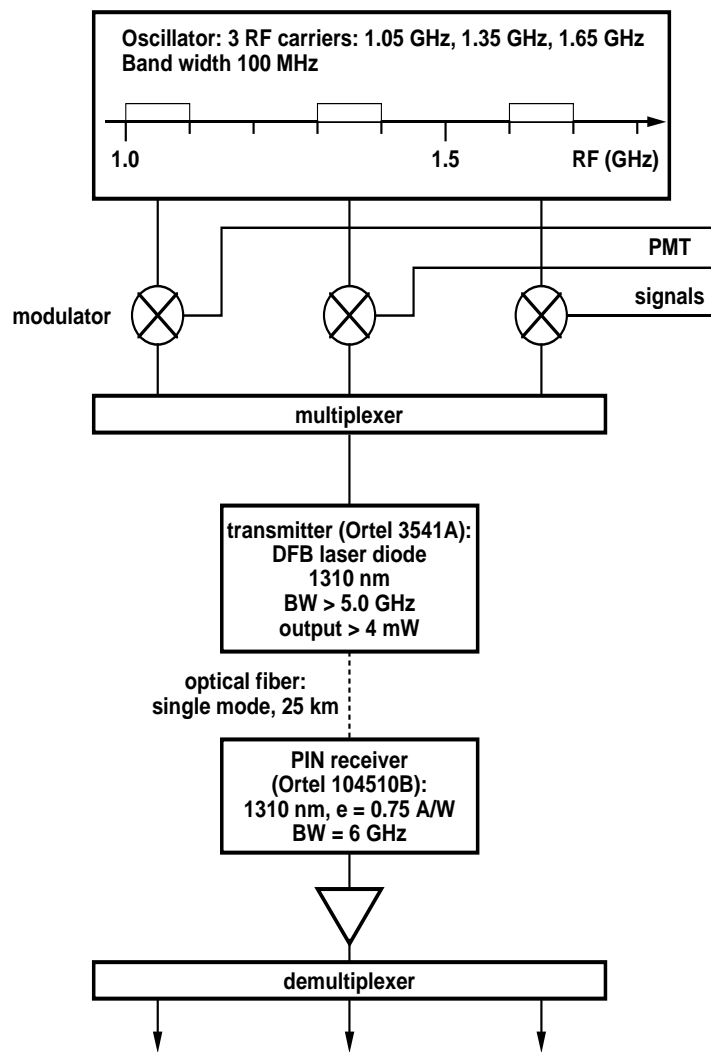 Oscillator: 3 RF carriers: 1.05 GHz, 1.35 GHz, 1.65 GHz
Band width 100 MHz
1.0
1.5
RF (GHz)
PMT
signals
modulator
multiplexer
transmitter (Ortel 3541A):
DFB laser diode
1310 nm
BW > 5.0 GHz
output > 4 mW
optical fiber:
single mode, 25 km
PIN receiver
(Ortel 104510B):
1310 nm, e = 0.75 A/W
BW = 6 GHz
demultiplexer